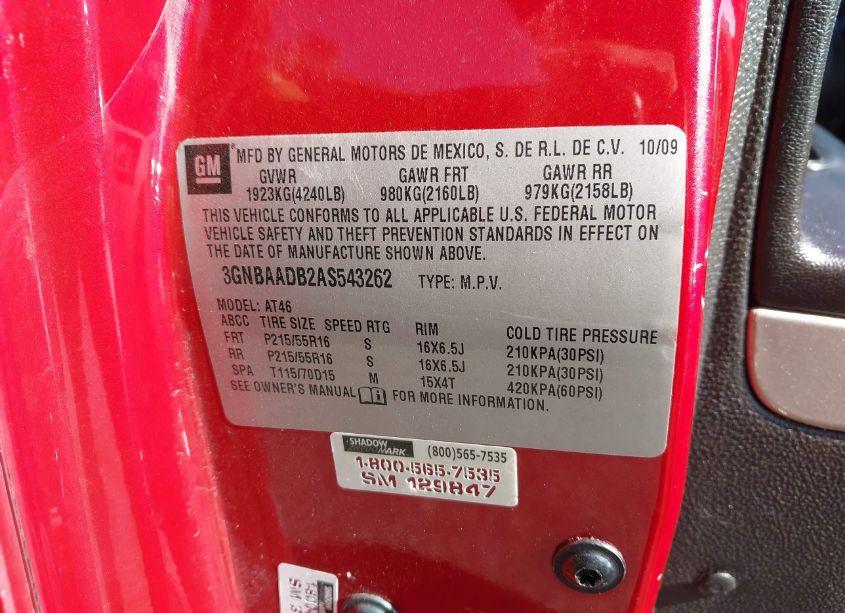 GM MFD BY GENERAL MOTORS DE MEXICO, S. DE R.L. DE C.V. 10/09
GVWR GAWR FRT GAWR RR
1923KG(4240LB) 980KG(2160LB) 979KG(2158LB)
THIS VEHICLE CONFORMS TO ALL APPLICABLE U.S. FEDERAL MOTOR
VEHICLE SAFETY AND THEFT PREVENTION STANDARDS IN EFFECT ON
THE DATE OF MANUFACTURE SHOWN ABOVE.
3GNBAADB2AS543262 TYPE: M.P.V.
MODEL: AT46
ABCC TIRE SIZE SPEED RTG RIM COLD TIRE PRESSURE
FRT P215/55R16 S 16X6.5J 210KPA(30PSI)
RR P215/55R16 S 16X6.5J 210KPA(30PSI)
SPA T115/70D15 M 15X4T 420KPA(60PSI)
SEE OWNER'S MANUAL i FOR MORE INFORMATION.
SHADOW
MARK (800)565-7535
1-800-565-7535
SM 129847